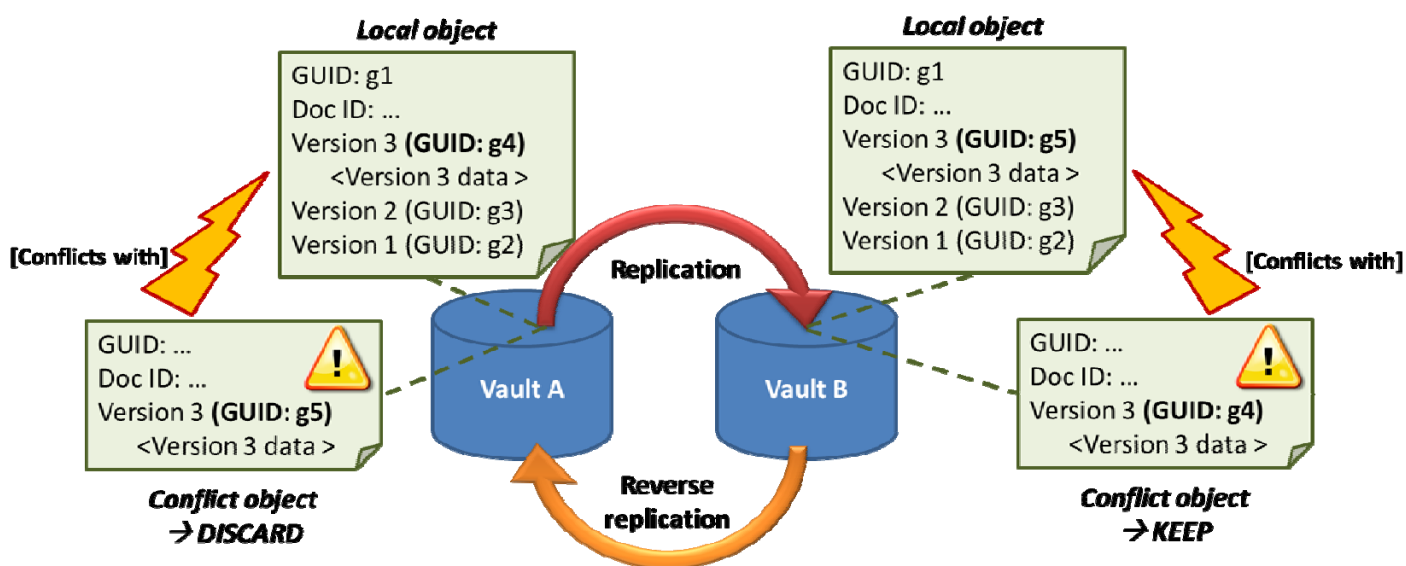 Local object
GUID: g1
Doc ID: ...
Version 3 (GUID: g4)
<Version 3 data >
Version 2 (GUID: g3)
Version 1 (GUID: g2)
Local object
GUID: g1
Doc ID: ...
Version 3 (GUID: g5)
<Version 3 data >
Version 2 (GUID: g3)
Version 1 (GUID: g2)
[Conflicts with]
Replication
[Conflicts with]
GUID: ...
Doc ID: ...
Version 3 (GUID: g5)
<Version 3 data >
!
Vault A
Vault B
GUID: ...
Doc ID: ...
Version 3 (GUID: g4)
<Version 3 data >
!
Conflict object
→ DISCARD
Reverse
replication
Conflict object
→ KEEP